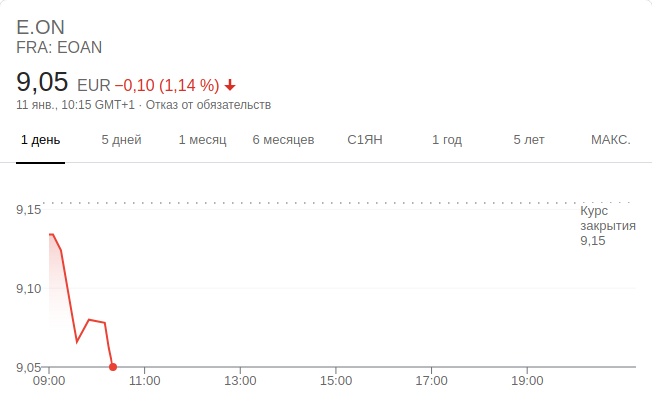 E.ON
FRA: EOAN
9,05 EUR −0,10 (1,14 %)
11 янв., 10:15 GMT+1 · Отказ от обязательств
1 день 5 дней 1 месяц 6 месяцев С1ЯН 1 год 5 лет МАКС.
9,15
Курс
закрытия
9,15
9,10
9,05
09:00 11:00 13:00 15:00 17:00 19:00